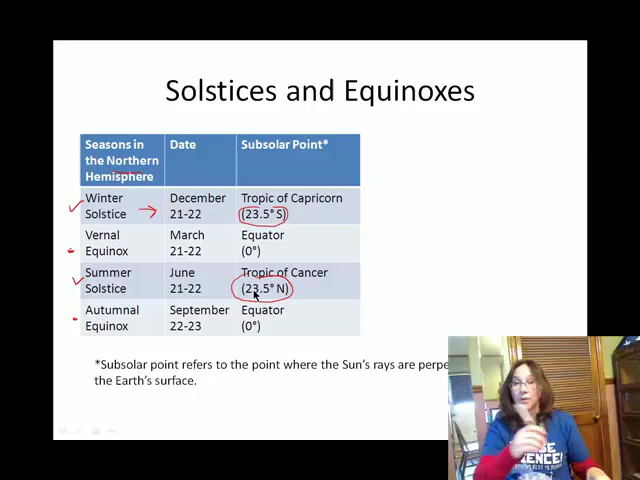 Solstices and Equinoxes
Seasons in the Northern Hemisphere Date Subsolar Point*
Winter Solstice December 21-22 Tropic of Capricorn (23.5° S)
Vernal Equinox March 21-22 Equator (0°)
Summer Solstice June 21-22 Tropic of Cancer (23.5° N)
Autumnal Equinox September 22-23 Equator (0°)
*Subsolar point refers to the point where the Sun's rays are
the Earth's surface.